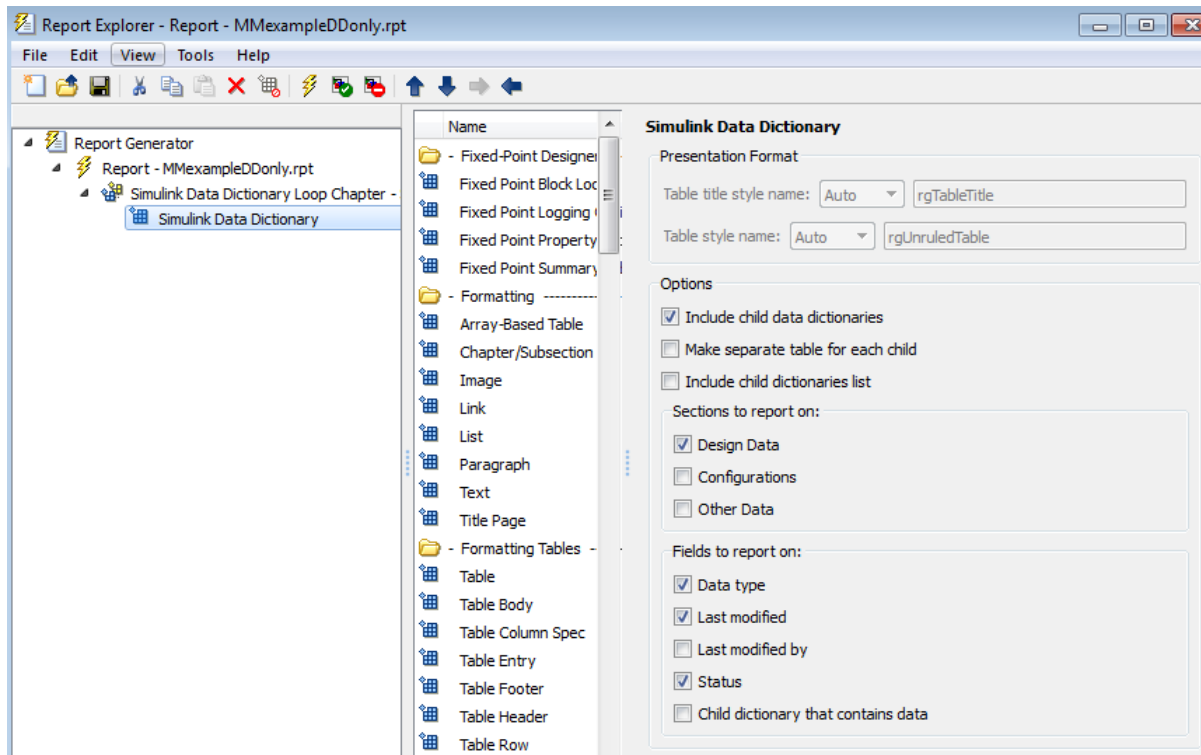 Report Explorer - Report - MMexampleDDonly.rpt
File Edit View Tools Help
Report Generator
Report - MMexampleDDonly.rpt
Simulink Data Dictionary Loop Chapter -
Simulink Data Dictionary
Name
- Fixed-Point Designer
Fixed Point Block Loo
Fixed Point Logging
Fixed Point Property
Fixed Point Summary
- Formatting ----------
Array-Based Table
Chapter/Subsection
Image
Link
List
Paragraph
Text
Title Page
- Formatting Tables -
Table
Table Body
Table Column Spec
Table Entry
Table Footer
Table Header
Table Row
Simulink Data Dictionary
Presentation Format
Table title style name: Auto rgTableTitle
Table style name: Auto rgUnruledTable
Options
Include child data dictionaries
Make separate table for each child
Include child dictionaries list
Sections to report on:
Design Data
Configurations
Other Data
Fields to report on:
Data type
Last modified
Last modified by
Status
Child dictionary that contains data